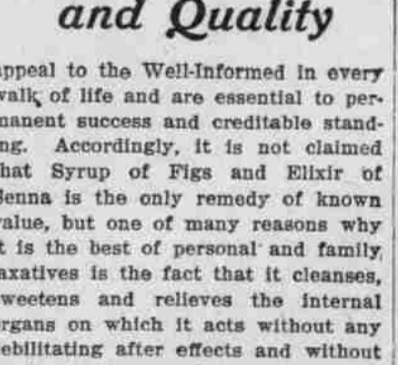 and Quality
appeal to the Well-Informed in every
walk of life and are essential to per-
manent success and creditable stand-
ing. Accordingly, it is not claimed
that Syrup of Figs and Elixir of
Senna is the only remedy of known
value, but one of many reasons why
it is the best of personal and family
laxatives is the fact that it cleanses,
sweetens and relieves the internal
organs on which it acts without any
debilitating after effects and without